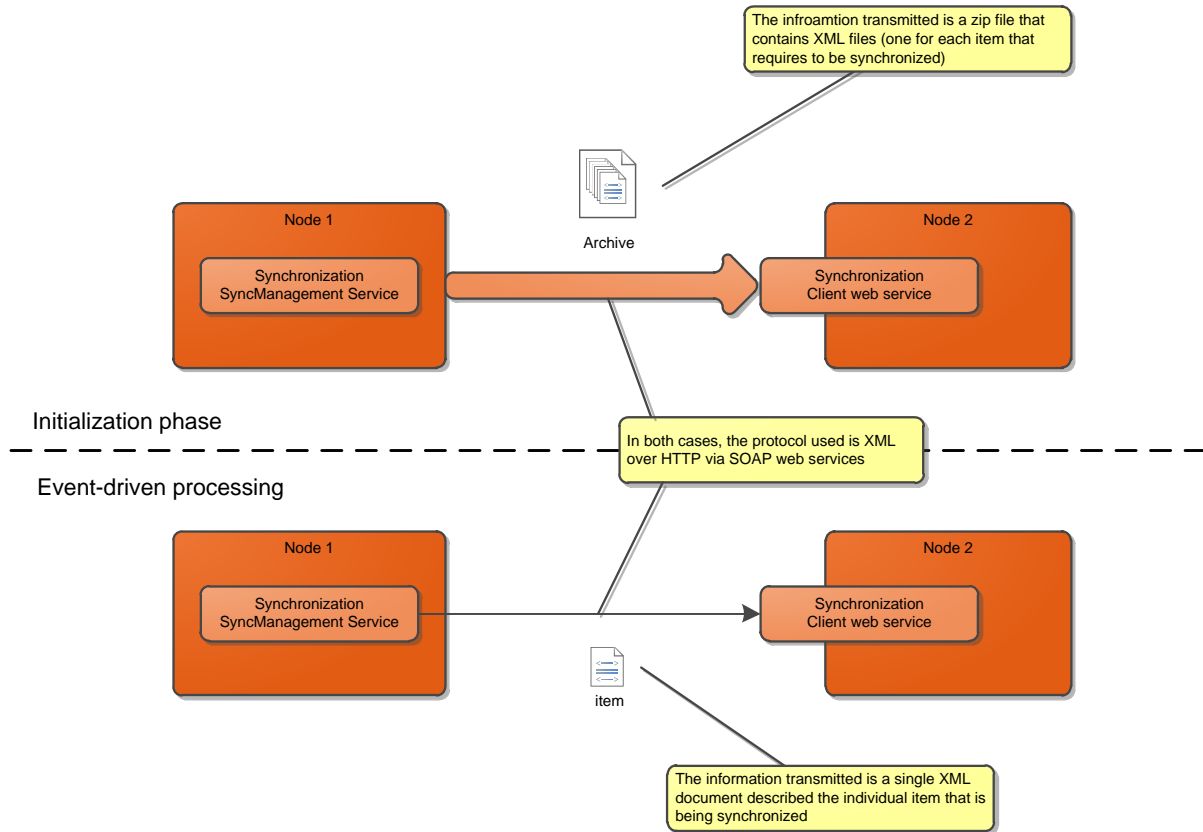 The infroamtion transmitted is a zip file that
contains XML files (one for each item that
requires to be synchronized)
Archive
Node 1
Synchronization
SyncManagement Service
Node 2
Synchronization
Client web service
Initialization phase
In both cases, the protocol used is XML
over HTTP via SOAP web services
Event-driven processing
Node 1
Synchronization
SyncManagement Service
Node 2
Synchronization
Client web service
item
The information transmitted is a single XML
document described the individual item that is
being synchronized